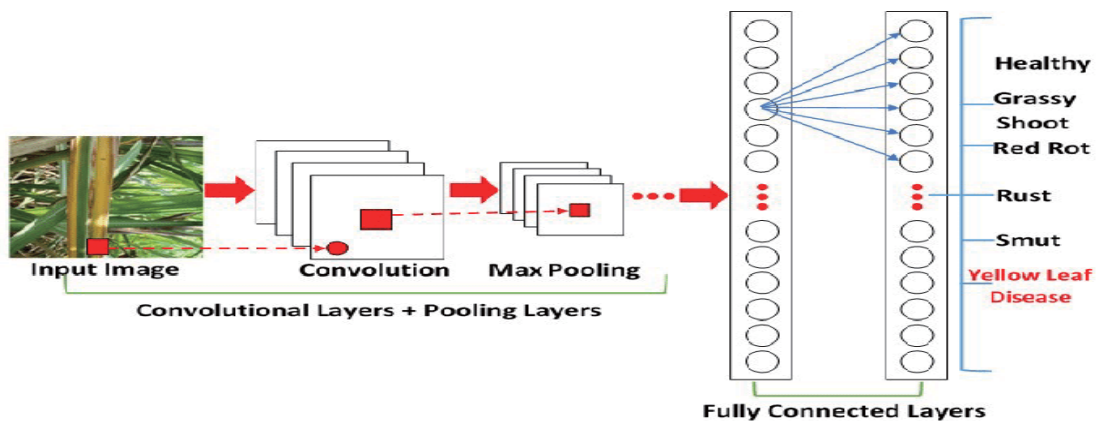 Input Image
Convolution
Max Pooling
Convolutional Layers + Pooling Layers
Healthy
Grassy
Shoot
Red Rot
Rust
Smut
Yellow Leaf
Disease
Fully Connected Layers